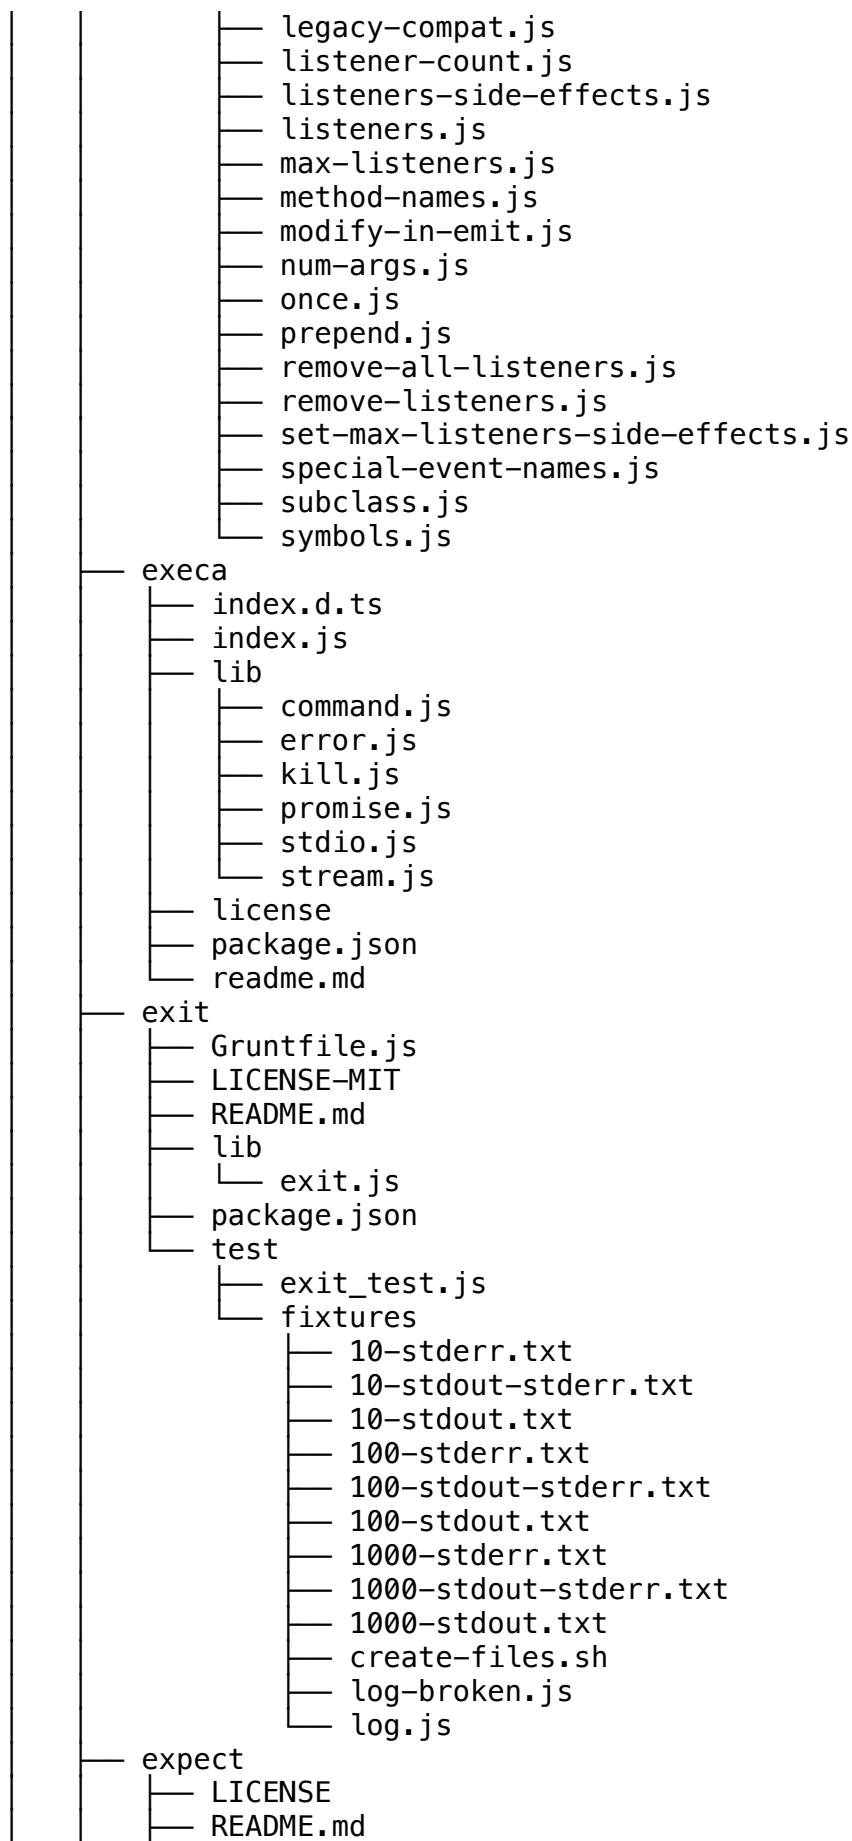 │   │       ├── legacy-compat.js
│   │       ├── listener-count.js
│   │       ├── listeners-side-effects.js
│   │       ├── listeners.js
│   │       ├── max-listeners.js
│   │       ├── method-names.js
│   │       ├── modify-in-emit.js
│   │       ├── num-args.js
│   │       ├── once.js
│   │       ├── prepend.js
│   │       ├── remove-all-listeners.js
│   │       ├── remove-listeners.js
│   │       ├── set-max-listeners-side-effects.js
│   │       ├── special-event-names.js
│   │       ├── subclass.js
│   │       └── symbols.js
│   ├── execa
│   │   ├── index.d.ts
│   │   ├── index.js
│   │   ├── lib
│   │   │   ├── command.js
│   │   │   ├── error.js
│   │   │   ├── kill.js
│   │   │   ├── promise.js
│   │   │   ├── stdio.js
│   │   │   └── stream.js
│   │   ├── license
│   │   ├── package.json
│   │   └── readme.md
│   ├── exit
│   │   ├── Gruntfile.js
│   │   ├── LICENSE-MIT
│   │   ├── README.md
│   │   ├── lib
│   │   │   └── exit.js
│   │   ├── package.json
│   │   └── test
│   │       ├── exit_test.js
│   │       └── fixtures
│   │           ├── 10-stderr.txt
│   │           ├── 10-stdout-stderr.txt
│   │           ├── 10-stdout.txt
│   │           ├── 100-stderr.txt
│   │           ├── 100-stdout-stderr.txt
│   │           ├── 100-stdout.txt
│   │           ├── 1000-stderr.txt
│   │           ├── 1000-stdout-stderr.txt
│   │           ├── 1000-stdout.txt
│   │           ├── create-files.sh
│   │           ├── log-broken.js
│   │           └── log.js
│   ├── expect
│   │   ├── LICENSE
│   │   ├── README.md